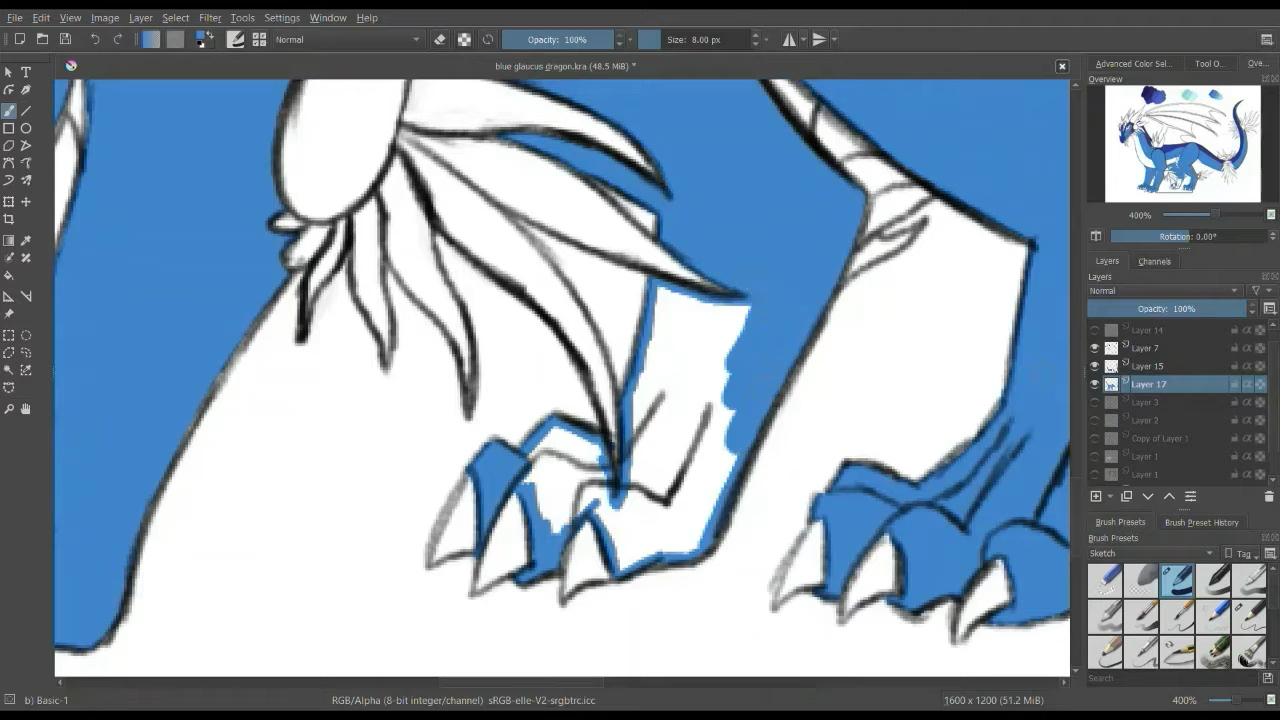 File Edit View Image Layer Select Filter Tools Settings Window Help
Normal Opacity: 100% Size: 8.00 px
blue glaucus dragon.kra (48.5 MiB) *
Advanced Color Sel... Tool O... Ove...
Overview
400%
Rotation: 0.00°
Layers Channels
Layers
Normal
Opacity: 100%
Layer 14
Layer 7
Layer 15
Layer 17
Layer 3
Layer 2
Copy of Layer 1
Layer 1
Layer 1
Brush Presets Brush Preset History
Brush Presets
Sketch Tag
Search
b) Basic-1 RGB/Alpha (8-bit integer/channel) sRGB-elle-V2-srgbtrc.icc 1600 x 1200 (51.2 MiB) 400%